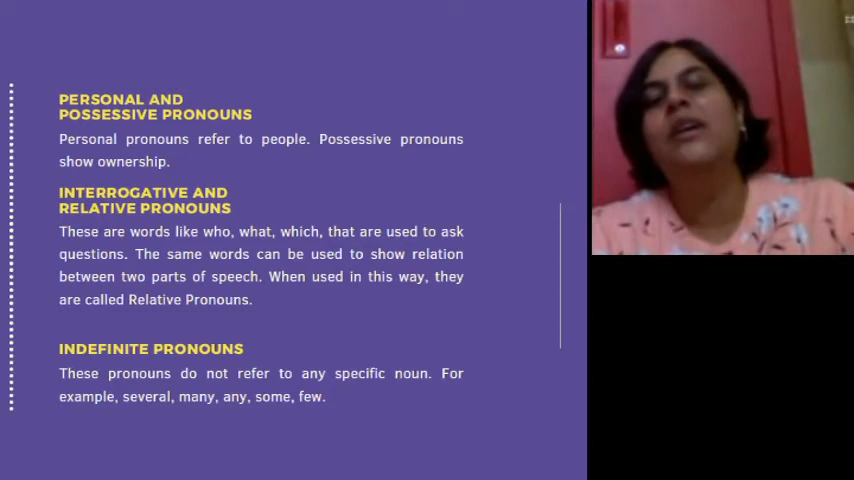 PERSONAL AND
POSSESSIVE PRONOUNS
Personal pronouns refer to people. Possessive pronouns
show ownership.
INTERROGATIVE AND
RELATIVE PRONOUNS
These are words like who, what, which, that are used to ask
questions. The same words can be used to show relation
between two parts of speech. When used in this way, they
are called Relative Pronouns.
INDEFINITE PRONOUNS
These pronouns do not refer to any specific noun. For
example, several, many, any, some, few.